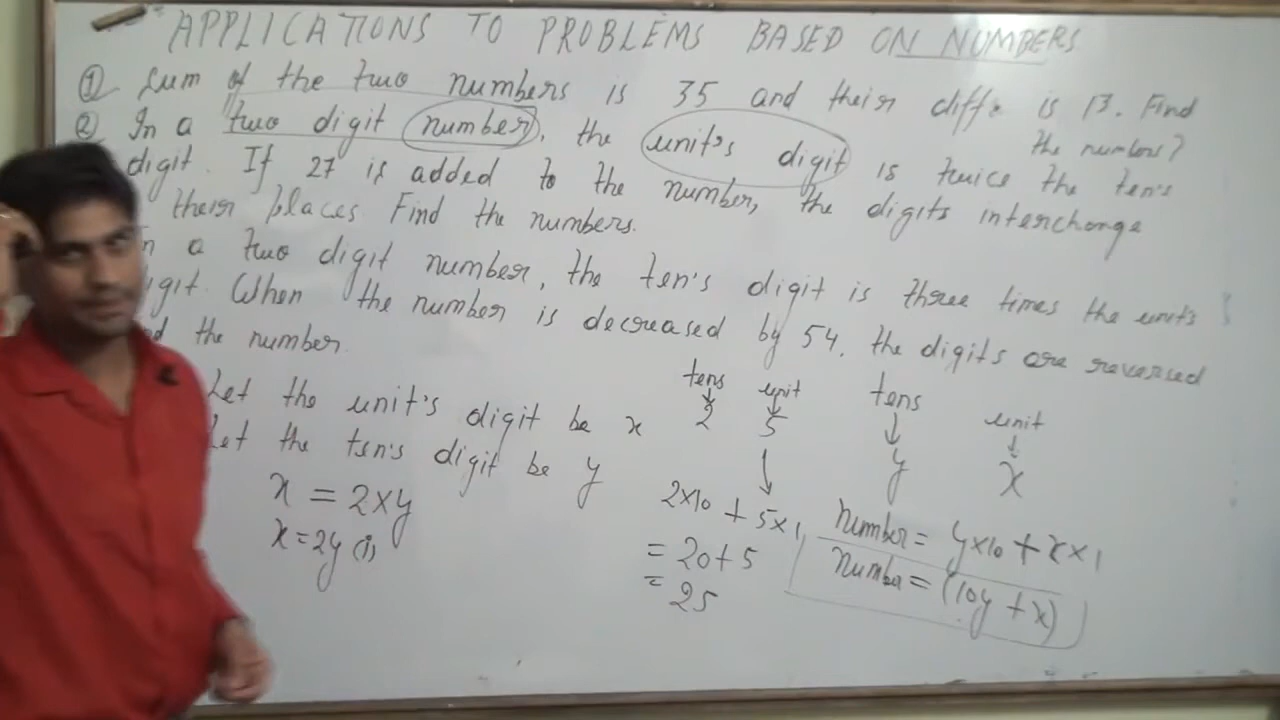 APPLICATIONS TO PROBLEMS BASED ON NUMBERS
① Sum of the two numbers is 35 and their diffn is 13. Find
the numbers?
② In a two digit number, the unit's digit is twice the ten's
digit. If 27 is added to the number, the digits interchange
their places Find the numbers.
n a two digit number, the ten's digit is three times the unit's
igit. When the number is decreased by 54, the digits are reversed
d the number.
Let the unit's digit be x
Let the ten's digit be y
x = 2×y
x = 2y (i)
tens unit
2 5
2×10 + 5×1
= 20+5
= 25
tens unit
y x
Number = y×10 + x×1
Number = (10y + x)